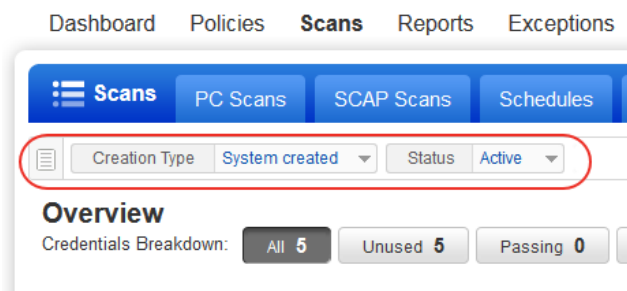 Dashboard Policies Scans Reports Exceptions
Scans PC Scans SCAP Scans Schedules
Creation Type System created Status Active
Overview
Credentials Breakdown: All 5 Unused 5 Passing 0